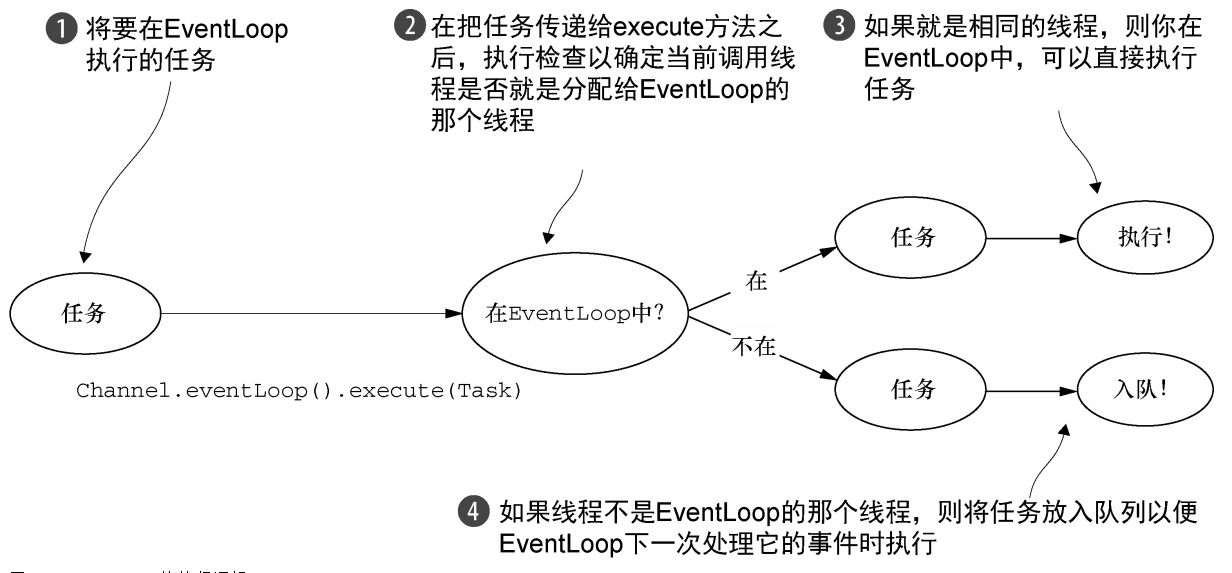 1 将要在EventLoop
执行的任务
2 在把任务传递给execute方法之
后，执行检查以确定当前调用线
程是否就是分配给EventLoop的
那个线程
3 如果就是相同的线程，则你在
EventLoop中，可以直接执行
任务
任务
在EventLoop中？
在
任务
执行！
不在
任务
入队！
Channel.eventLoop().execute(Task)
4 如果线程不是EventLoop的那个线程，则将任务放入队列以便
EventLoop下一次处理它的事件时执行